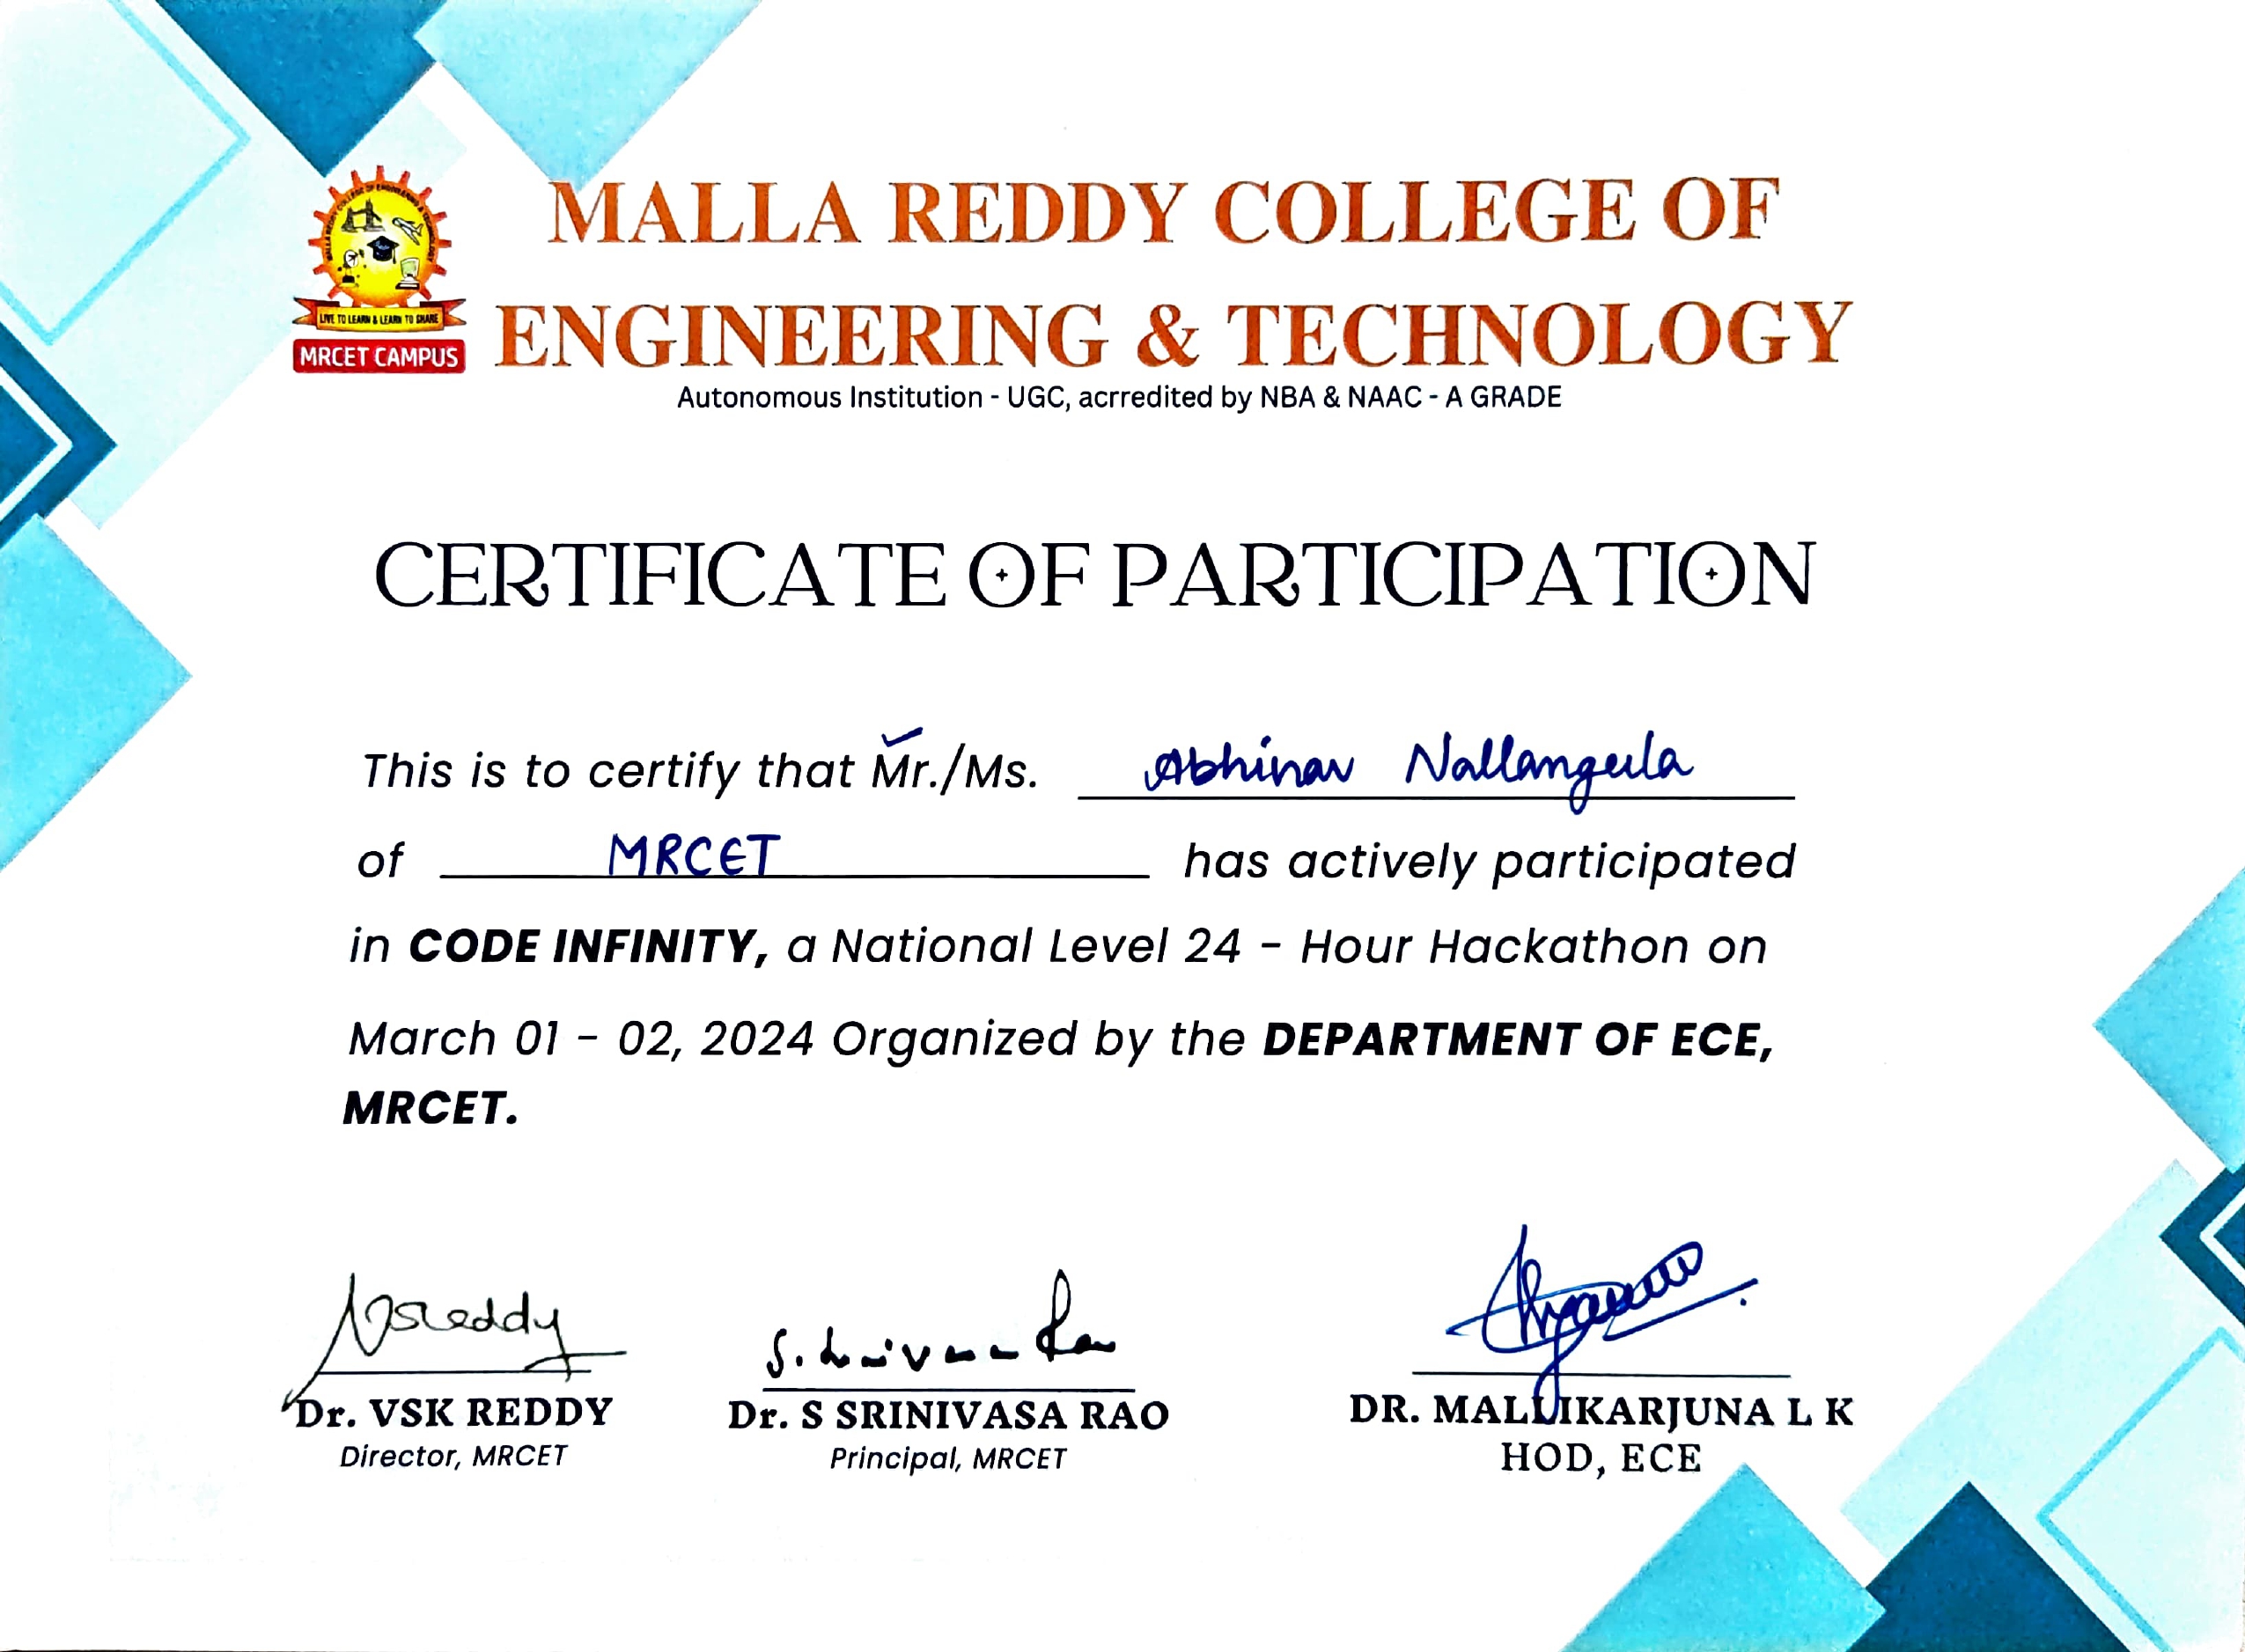 MALLA REDDY COLLEGE OF
ENGINEERING & TECHNOLOGY
LIVE TO LEARN & LEARN TO SHARE
MRCET CAMPUS
Autonomous Institution - UGC, acrredited by NBA & NAAC - A GRADE
CERTIFICATE OF PARTICIPATION
This is to certify that Mr./Ms. Abhinav Nallangula
of MRCET has actively participated
in CODE INFINITY, a National Level 24 - Hour Hackathon on
March 01 - 02, 2024 Organized by the DEPARTMENT OF ECE,
MRCET.
VSReddy S. Srinivasa Rao
Dr. VSK REDDY Dr. S SRINIVASA RAO DR. MALLIKARJUNA L K
Director, MRCET Principal, MRCET HOD, ECE